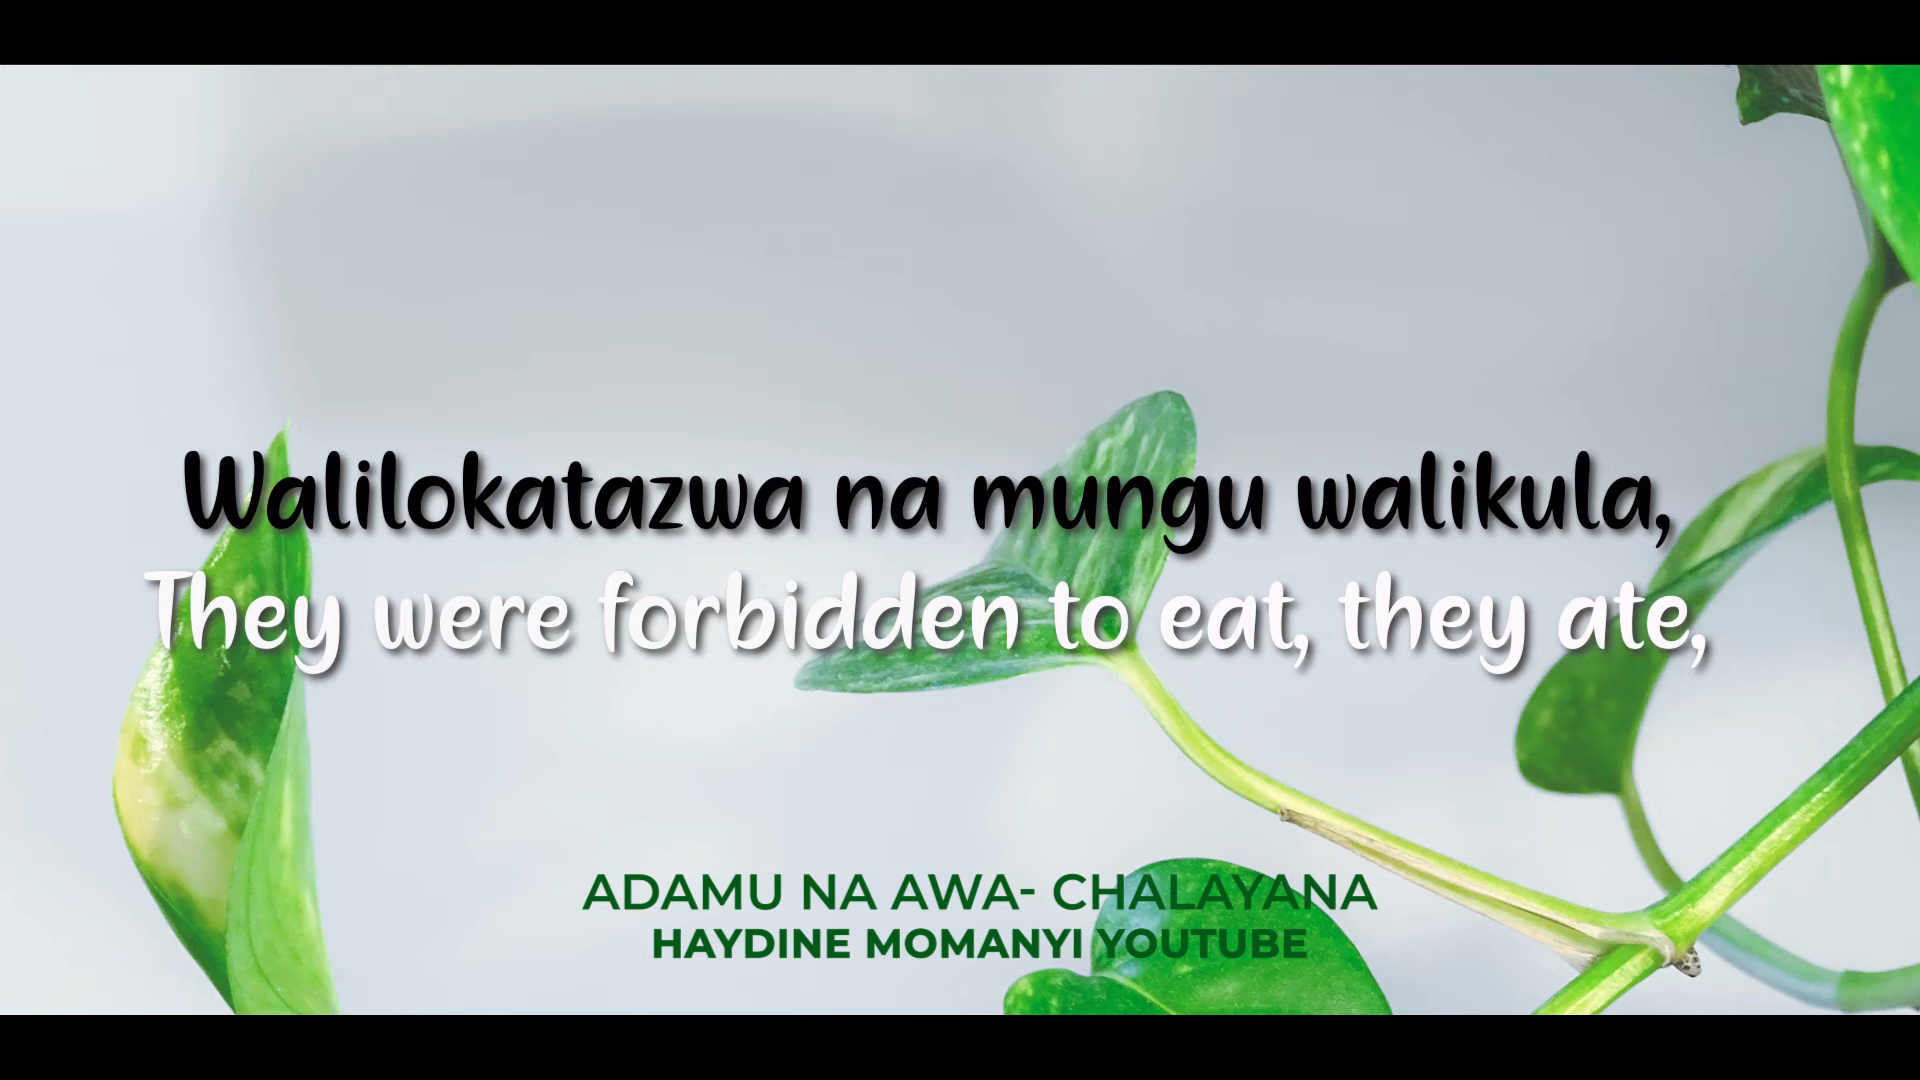 Walilokatazwa na mungu walikula,
They were forbidden to eat, they ate,
ADAMU NA AWA- CHALAYANA
HAYDINE MOMANYI YOUTUBE